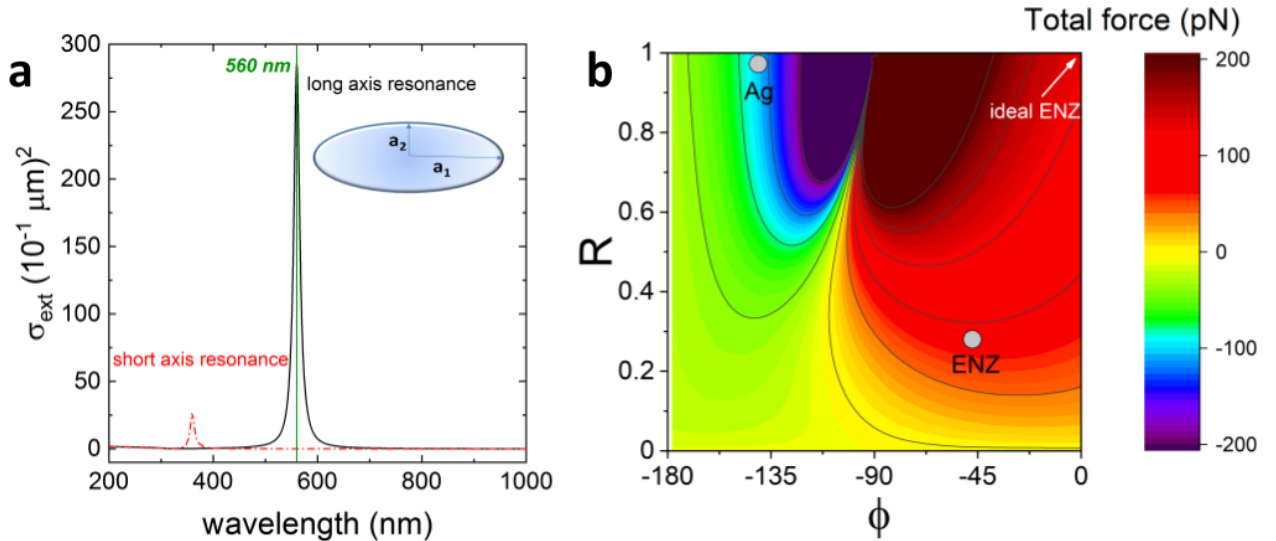 a
300
250
200
150
100
50
0
σext (10⁻¹ μm)²
560 nm
long axis resonance
a₂
a₁
short axis resonance
200
400
600
800
1000
wavelength (nm)
b
Total force (pN)
1
0.8
0.6
0.4
0.2
0
R
Ag
ideal ENZ
ENZ
-180
-135
-90
-45
0
ϕ
200
100
0
-100
-200